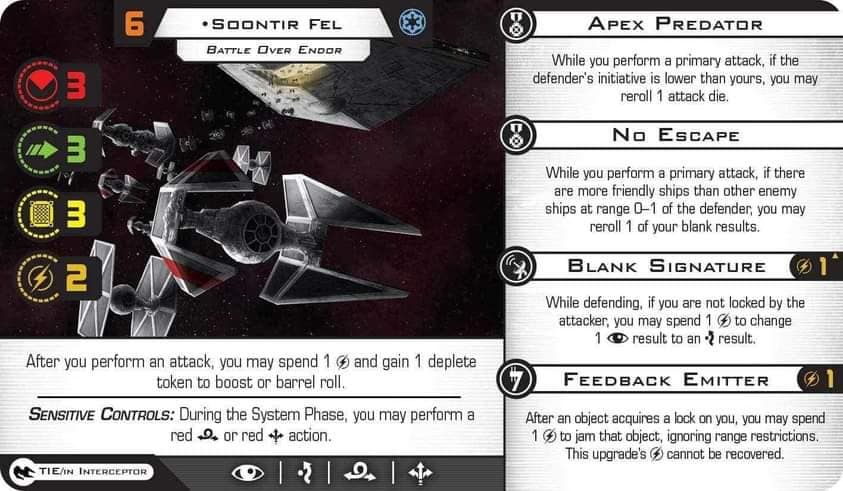 6
•Soontir Fel
Battle Over Endor
3
3
3
2
After you perform an attack, you may spend 1 and gain 1 deplete
token to boost or barrel roll.
Sensitive Controls: During the System Phase, you may perform a
red or red action.
TIE/in Interceptor
Apex Predator
While you perform a primary attack, if the
defender's initiative is lower than yours, you may
reroll 1 attack die.
No Escape
While you perform a primary attack, if there
are more friendly ships than other enemy
ships at range 0–1 of the defender, you may
reroll 1 of your blank results.
Blank Signature 1
While defending, if you are not locked by the
attacker, you may spend 1 to change
1 result to an result.
Feedback Emitter 1
After an object acquires a lock on you, you may spend
1 to jam that object, ignoring range restrictions.
This upgrade's cannot be recovered.